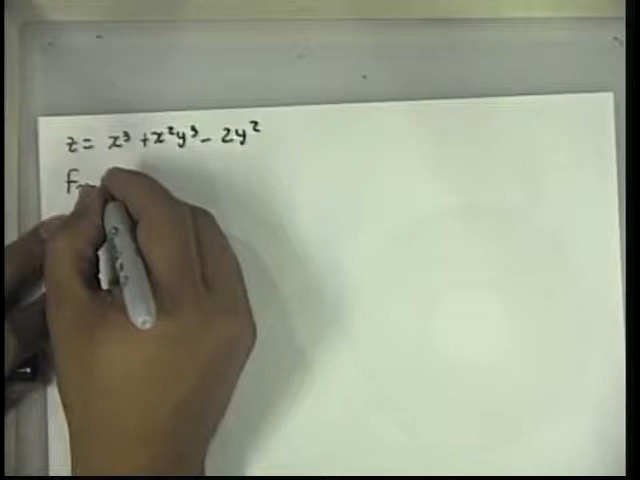 z = x³ + x²y³ - 2y²
f